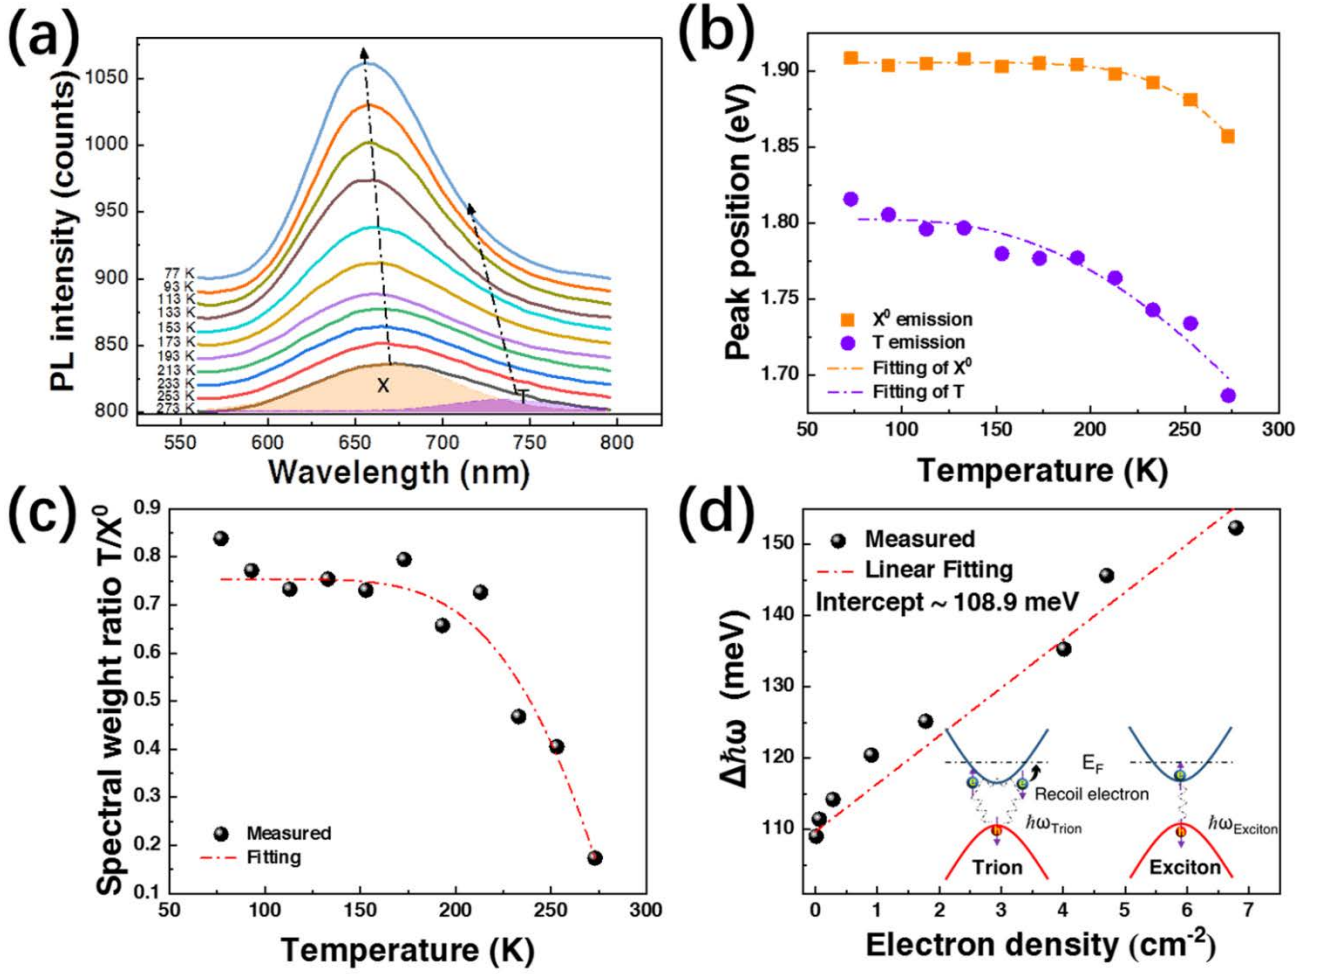 (a)
PL intensity (counts)
1050
1000
950
900
850
800
77 K
93 K
113 K
133 K
153 K
173 K
193 K
213 K
233 K
253 K
273 K
X
T
550 600 650 700 750 800
Wavelength (nm)
(b)
Peak position (eV)
1.90
1.85
1.80
1.75
1.70
X⁰ emission
T emission
Fitting of X⁰
Fitting of T
50 100 150 200 250 300
Temperature (K)
(c)
Spectral weight ratio T/X⁰
0.9
0.8
0.7
0.6
0.5
0.4
0.3
0.2
0.1
Measured
Fitting
50 100 150 200 250 300
Temperature (K)
(d)
Δℏω (meV)
150
140
130
120
110
Measured
Linear Fitting
Intercept ~ 108.9 meV
E_F
Recoil electron
ℏω_Trion
ℏω_Exciton
Trion
Exciton
0 1 2 3 4 5 6 7
Electron density (cm⁻²)